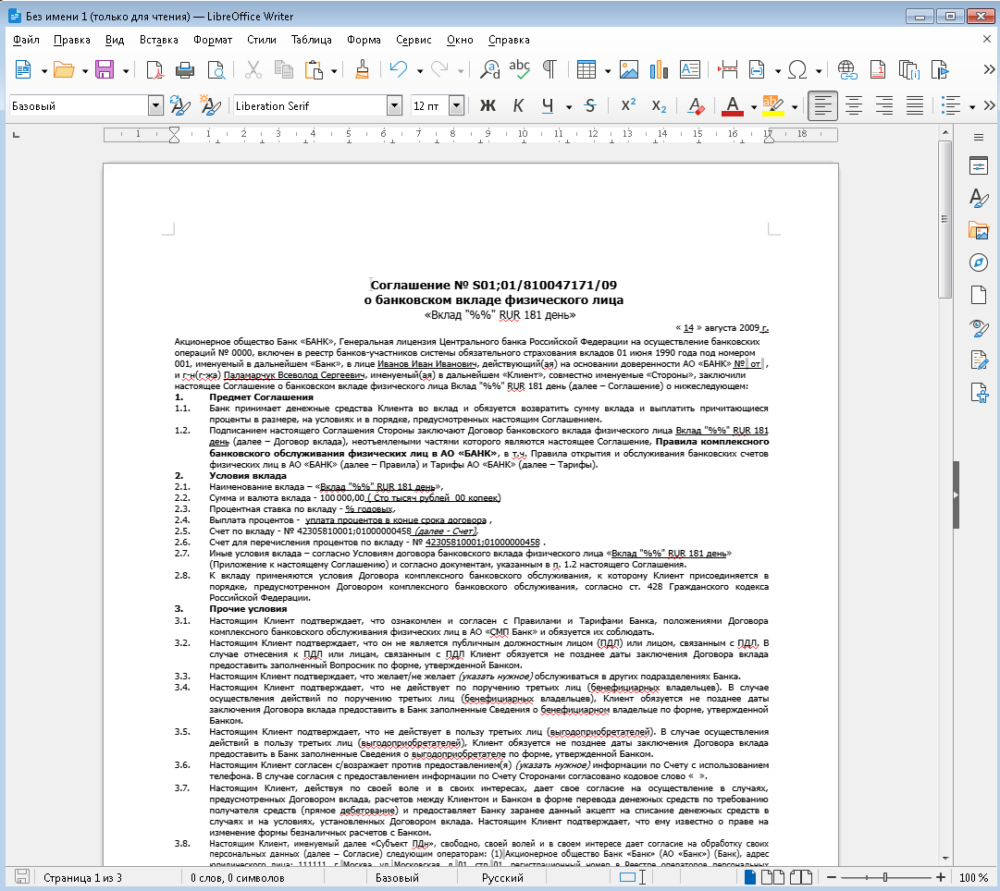 Без имени 1 (только для чтения) — LibreOffice Writer
Файл Правка Вид Вставка Формат Стили Таблица Форма Сервис Окно Справка
Базовый Liberation Serif 12 пт Ж К Ч S X² X₂ A
1 1 2 3 4 5 6 7 8 9 10 11 12 13 14 15 16 17 18
Соглашение № S01;01/810047171/09
о банковском вкладе физического лица
«Вклад "%%" RUR 181 день»
« 14 » августа 2009 г.
Акционерное общество Банк «БАНК», Генеральная лицензия Центрального банка Российской Федерации на осуществление банковских
операций № 0000, включен в реестр банков-участников системы обязательного страхования вкладов 01 июня 1990 года под номером
001, именуемый в дальнейшем «Банк», в лице Иванов Иван Иванович, действующий(ая) на основании доверенности АО «БАНК» № от ,
и г-н(г-жа) Паламарчук Всеволод Сергеевич, именуемый(ая) в дальнейшем «Клиент», совместно именуемые «Стороны», заключили
настоящее Соглашение о банковском вкладе физического лица Вклад "%%" RUR 181 день (далее – Соглашение) о нижеследующем:
1. Предмет Соглашения
1.1. Банк принимает денежные средства Клиента во вклад и обязуется возвратить сумму вклада и выплатить причитающиеся
проценты в размере, на условиях и в порядке, предусмотренных настоящим Соглашением.
1.2. Подписанием настоящего Соглашения Стороны заключают Договор банковского вклада физического лица Вклад "%%" RUR 181
день (далее – Договор вклада), неотъемлемыми частями которого являются настоящее Соглашение, Правила комплексного
банковского обслуживания физических лиц в АО «БАНК», в т.ч. Правила открытия и обслуживания банковских счетов
физических лиц в АО «БАНК» (далее – Правила) и Тарифы АО «БАНК» (далее – Тарифы).
2. Условия вклада
2.1. Наименование вклада – «Вклад "%%" RUR 181 день»,
2.2. Сумма и валюта вклада - 100 000,00 ( Сто тысяч рублей 00 копеек)
2.3. Процентная ставка по вкладу - % годовых.
2.4. Выплата процентов - уплата процентов в конце срока договора ,
2.5. Счет по вкладу - № 42305810001;01000000458 (далее - Счет),
2.6. Счет для перечисления процентов по вкладу - № 42305810001;01000000458 .
2.7. Иные условия вклада – согласно Условиям договора банковского вклада физического лица «Вклад "%%" RUR 181 день»
(Приложение к настоящему Соглашению) и согласно документам, указанным в п. 1.2 настоящего Соглашения.
2.8. К вкладу применяются условия Договора комплексного банковского обслуживания, к которому Клиент присоединяется в
порядке, предусмотренном Договором комплексного банковского обслуживания, согласно ст. 428 Гражданского кодекса
Российской Федерации.
3. Прочие условия
3.1. Настоящим Клиент подтверждает, что ознакомлен и согласен с Правилами и Тарифами Банка, положениями Договора
комплексного банковского обслуживания физических лиц в АО «СМП Банк» и обязуется их соблюдать.
3.2. Настоящим Клиент подтверждает, что он не является публичным должностным лицом (ПДЛ) или лицом, связанным с ПДЛ. В
случае отнесения к ПДЛ или лицам, связанным с ПДЛ Клиент обязуется не позднее даты заключения Договора вклада
предоставить заполненный Вопросник по форме, утвержденной Банком.
3.3. Настоящим Клиент подтверждает, что желает/не желает (указать нужное) обслуживаться в других подразделениях Банка.
3.4. Настоящим Клиент подтверждает, что не действует по поручению третьих лиц (бенефициарных владельцев). В случае
осуществления действий по поручению третьих лиц (бенефициарных владельцев), Клиент обязуется не позднее даты
заключения Договора вклада предоставить в Банк заполненные Сведения о бенефициарном владельце по форме, утвержденной
Банком.
3.5. Настоящим Клиент подтверждает, что не действует в пользу третьих лиц (выгодоприобретателей). В случае осуществления
действий в пользу третьих лиц (выгодоприобретателей), Клиент обязуется не позднее даты заключения Договора вклада
предоставить в Банк заполненные Сведения о выгодоприобретателе по форме, утвержденной Банком.
3.6. Настоящим Клиент согласен с/возражает против предоставлением(я) (указать нужное) информации по Счету с использованием
телефона. В случае согласия с предоставлением информации по Счету Сторонами согласовано кодовое слово « ».
3.7. Настоящим Клиент, действуя по своей воле и в своих интересах, дает свое согласие на осуществление в случаях,
предусмотренных Договором вклада, расчетов между Клиентом и Банком в форме перевода денежных средств по требованию
получателя средств (прямое дебетование) и предоставляет Банку заранее данный акцепт на списание денежных средств в
случаях и на условиях, установленных Договором вклада. Настоящим Клиент подтверждает, что ему известно о праве на
изменение формы безналичных расчетов с Банком.
3.8. Настоящим Клиент, именуемый далее «Субъект ПДн», свободно, своей волей и в своем интересе дает согласие на обработку своих
персональных данных (далее – Согласие) следующим операторам: (1) Акционерное общество Банк «Банк» (АО «Банк») (Банк), адрес
юридического лица: 111111, г. Москва, ул. Московская, д. 01, стр. 01, регистрационный номер в Реестре операторов персональных
Страница 1 из 3 0 слов, 0 символов Базовый Русский 100 %